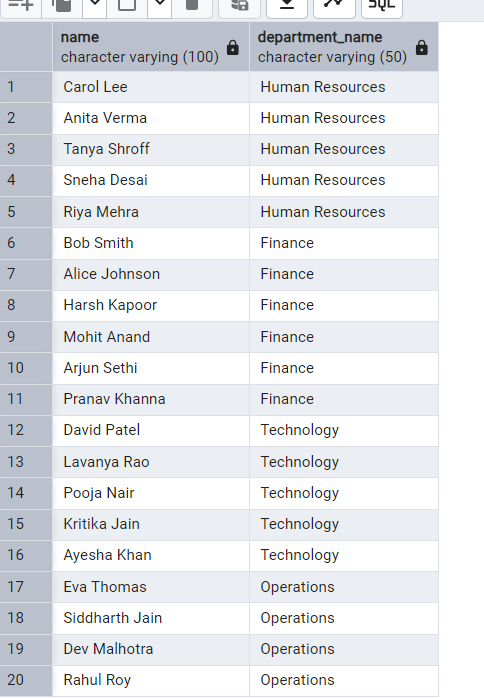 SQL
name department_name
character varying (100) character varying (50)
1 Carol Lee Human Resources
2 Anita Verma Human Resources
3 Tanya Shroff Human Resources
4 Sneha Desai Human Resources
5 Riya Mehra Human Resources
6 Bob Smith Finance
7 Alice Johnson Finance
8 Harsh Kapoor Finance
9 Mohit Anand Finance
10 Arjun Sethi Finance
11 Pranav Khanna Finance
12 David Patel Technology
13 Lavanya Rao Technology
14 Pooja Nair Technology
15 Kritika Jain Technology
16 Ayesha Khan Technology
17 Eva Thomas Operations
18 Siddharth Jain Operations
19 Dev Malhotra Operations
20 Rahul Roy Operations